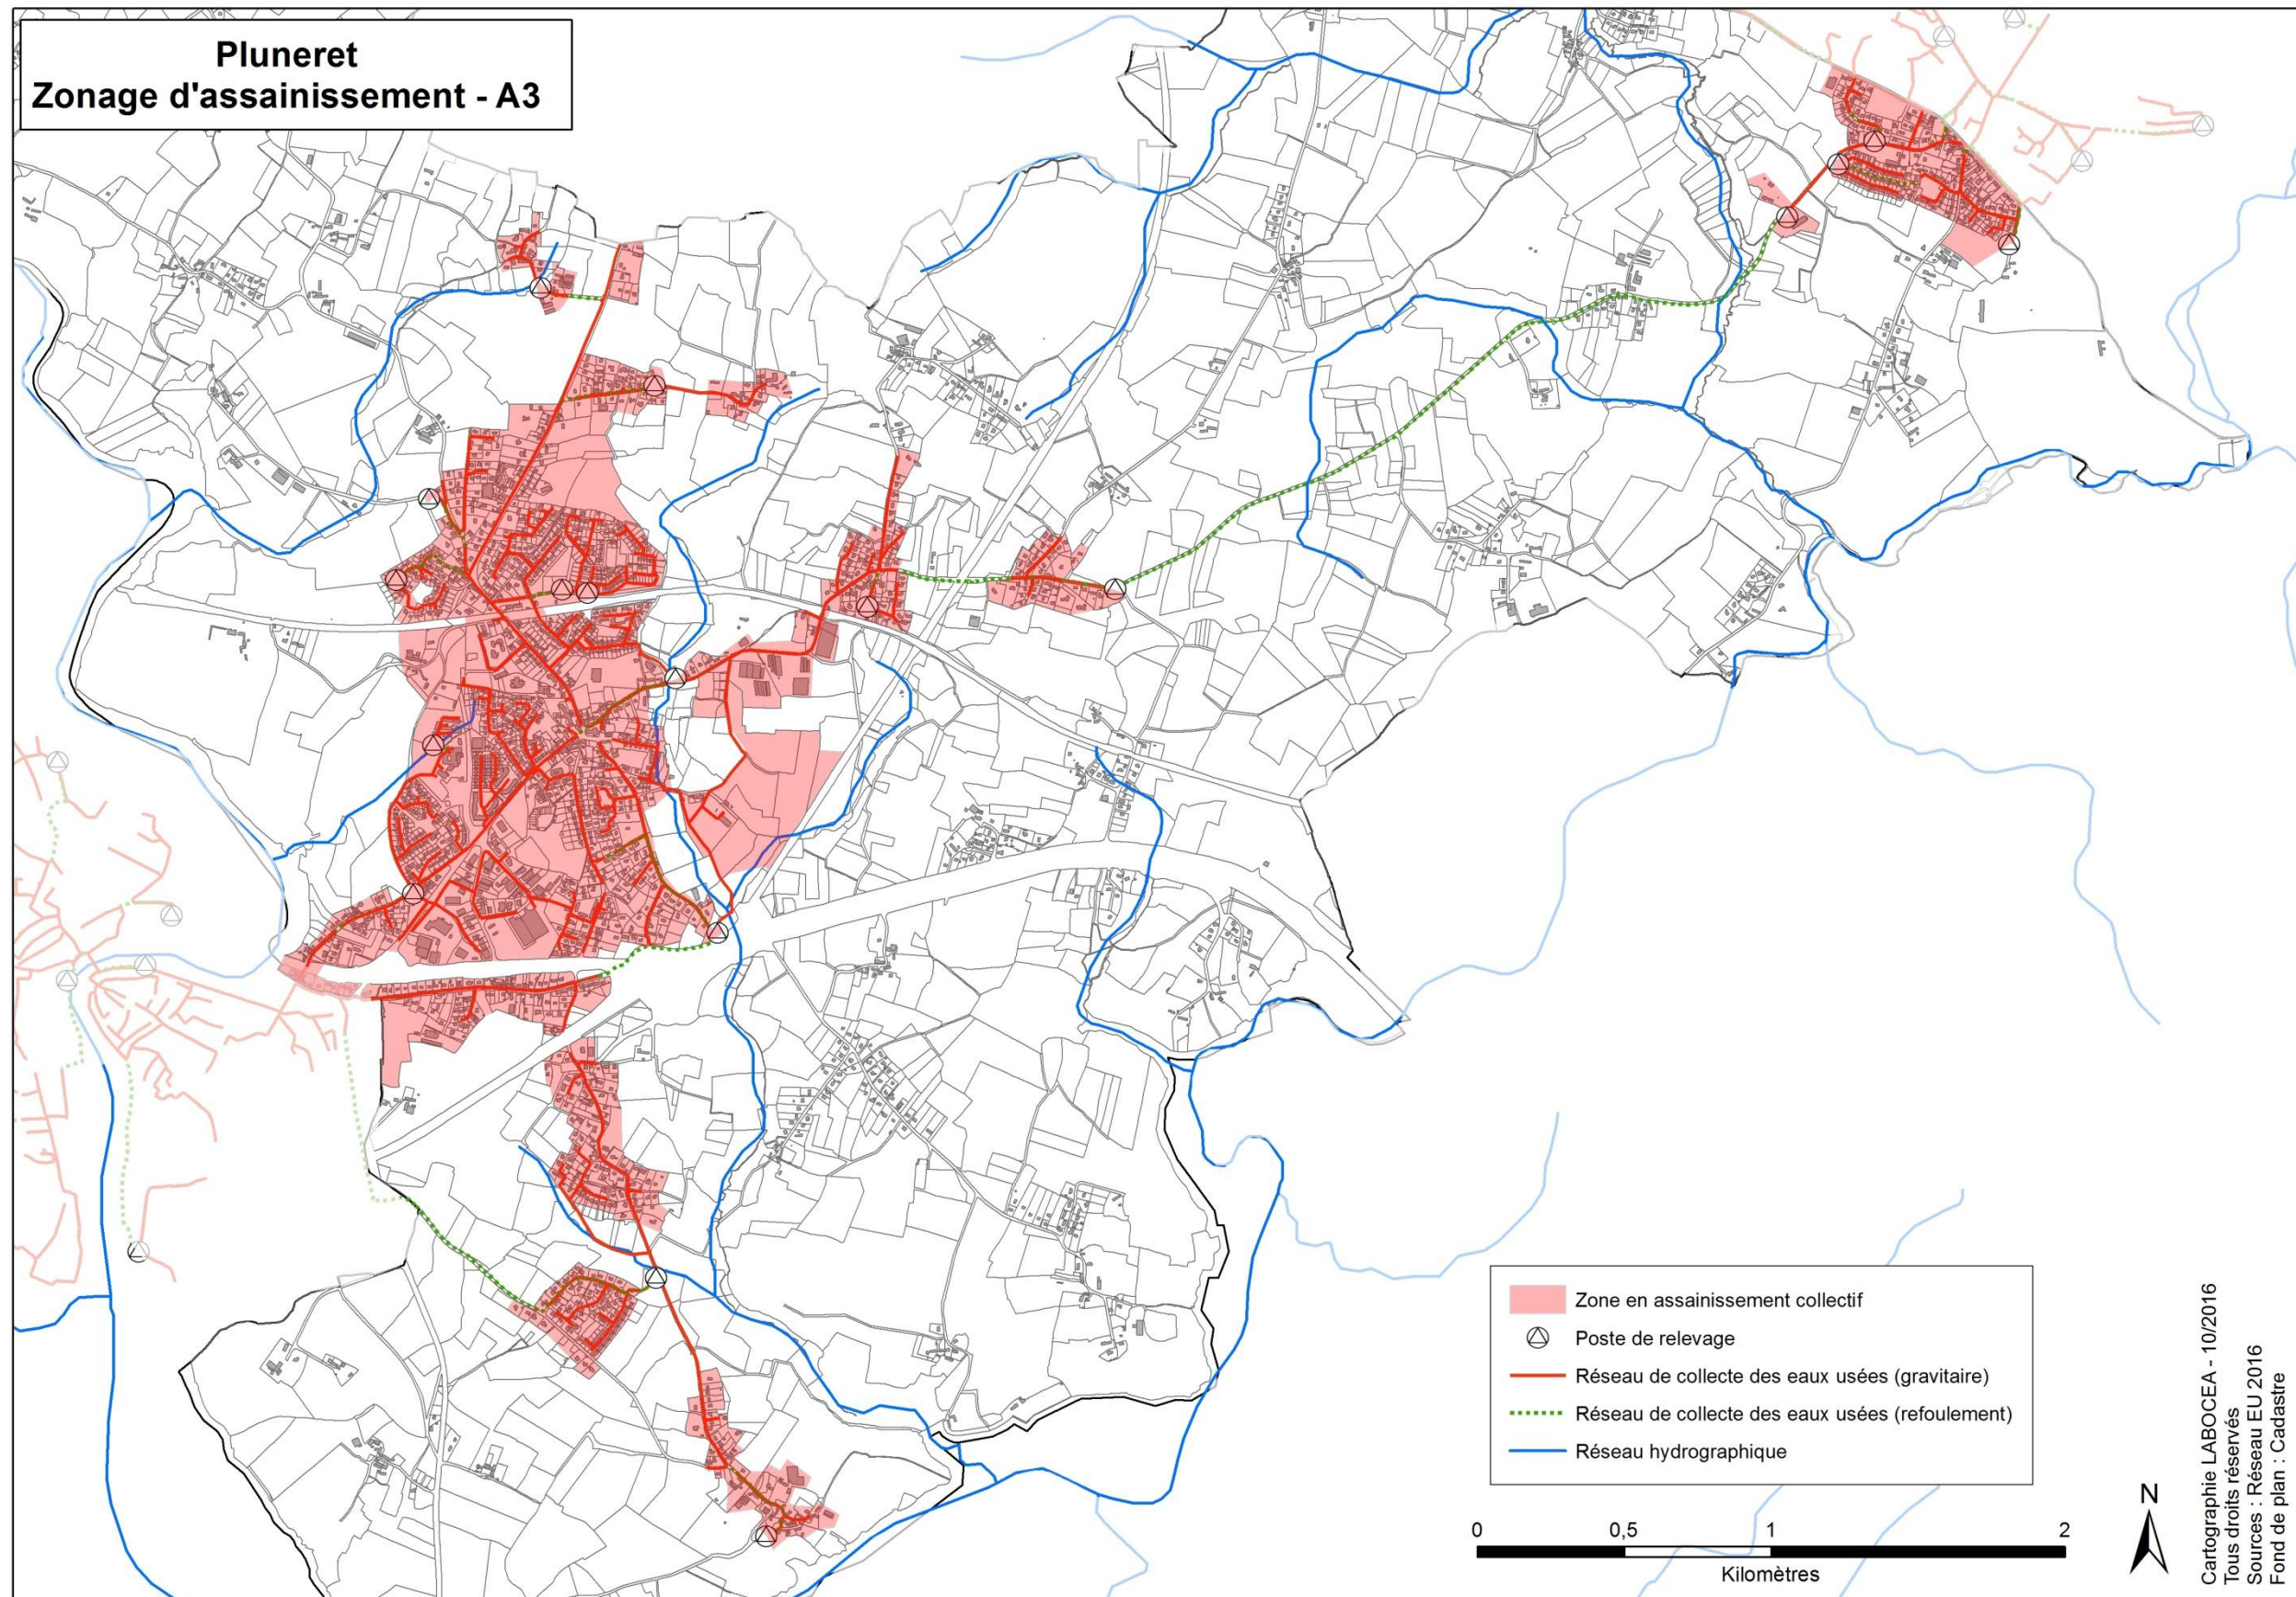 Pluneret
Zonage d'assainissement - A3
Zone en assainissement collectif
Poste de relevage
Réseau de collecte des eaux usées (gravitaire)
Réseau de collecte des eaux usées (refoulement)
Réseau hydrographique
0 0,5 1 2
Kilomètres
N
Cartographie LABOCEA - 10/2016
Tous droits réservés
Sources : Réseau EU 2016
Fond de plan : Cadastre